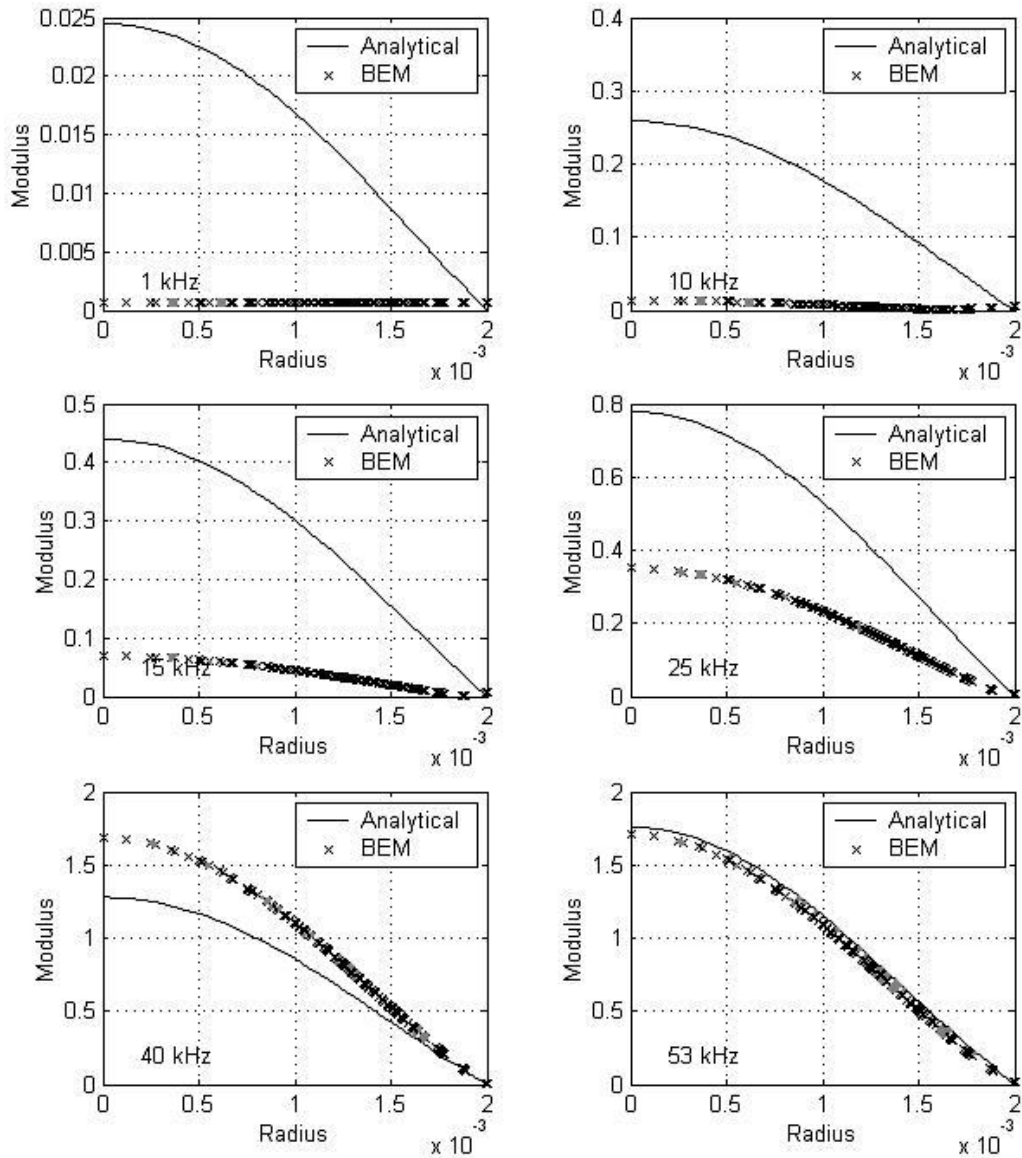 0.025
0.02
0.015
0.01
0.005
0
Modulus
Analytical
BEM
1 kHz
0 0.5 1 1.5 2
Radius
x 10^-3
0.4
0.3
0.2
0.1
0
Modulus
Analytical
BEM
10 kHz
0 0.5 1 1.5 2
Radius
x 10^-3
0.5
0.4
0.3
0.2
0.1
0
Modulus
Analytical
BEM
15 kHz
0 0.5 1 1.5 2
Radius
x 10^-3
0.8
0.6
0.4
0.2
0
Modulus
Analytical
BEM
25 kHz
0 0.5 1 1.5 2
Radius
x 10^-3
2
1.5
1
0.5
0
Modulus
Analytical
BEM
40 kHz
0 0.5 1 1.5 2
Radius
x 10^-3
2
1.5
1
0.5
0
Modulus
Analytical
BEM
53 kHz
0 0.5 1 1.5 2
Radius
x 10^-3